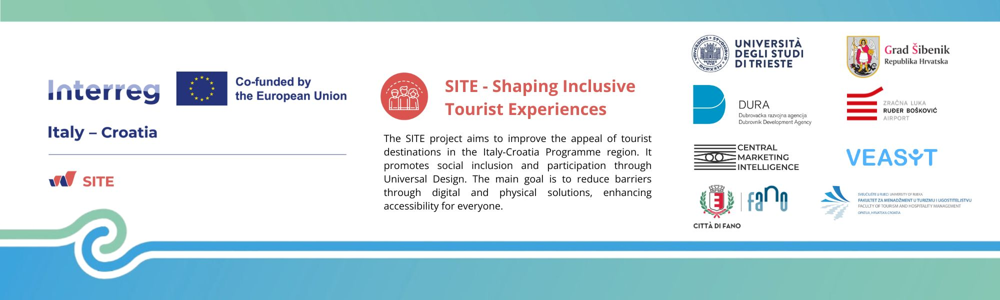 Interreg
Co-funded by
the European Union
Italy – Croatia
SITE
SITE - Shaping Inclusive
Tourist Experiences
The SITE project aims to improve the appeal of tourist
destinations in the Italy-Croatia Programme region. It
promotes social inclusion and participation through
Universal Design. The main goal is to reduce barriers
through digital and physical solutions, enhancing
accessibility for everyone.
UNIVERSITAS STUDIORUM
TERGES
TVM
MCMXXIV
UNIVERSITÀ
DEGLI STUDI
DI TRIESTE
Grad Šibenik
Republika Hrvatska
DURA
Dubrovačka razvojna agencija
Dubrovnik Development Agency
ZRAČNA LUKA
RUĐER BOŠKOVIĆ
AIRPORT
CENTRAL
MARKETING
INTELLIGENCE
VEASYT
fano
CITTÀ DI FANO
SVEUČILIŠTE U RIJECI UNIVERSITY OF RIJEKA
FAKULTET ZA MENADŽMENT U TURIZMU I UGOSTITELJSTVU
FACULTY OF TOURISM AND HOSPITALITY MANAGEMENT
OPATIJA, HRVATSKA CROATIA